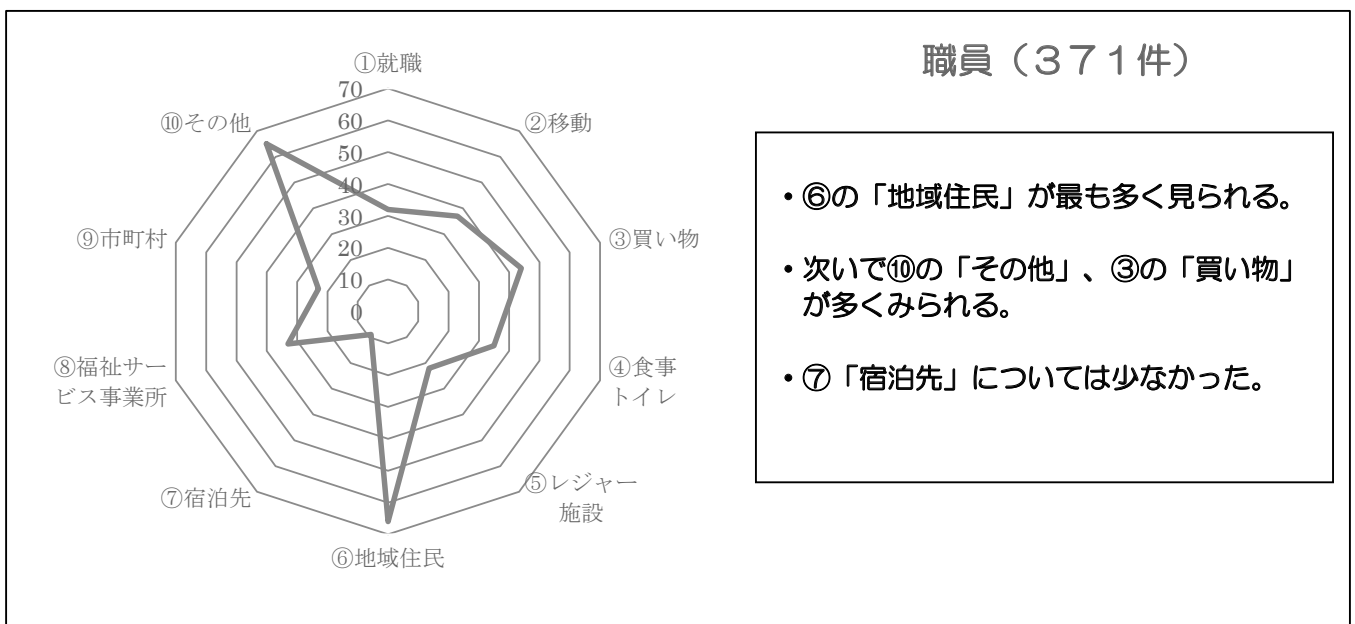 職員（３７１件）
①就職
70
60
50
40
30
20
10
0
②移動
③買い物
④食事
トイレ
⑤レジャー
施設
⑥地域住民
⑦宿泊先
⑧福祉サー
ビス事業所
⑨市町村
⑩その他
・⑥の「地域住民」が最も多く見られる。
・次いで⑩の「その他」、③の「買い物」
が多くみられる。
・⑦「宿泊先」については少なかった。